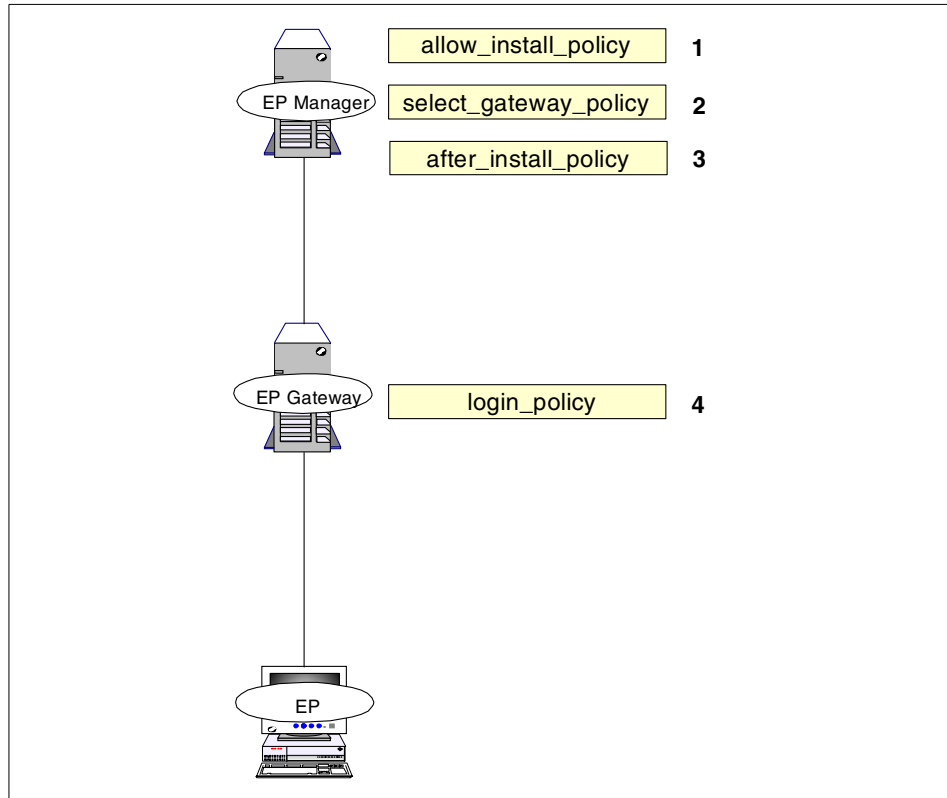 allow_install_policy 1
EP Manager select_gateway_policy 2
after_install_policy 3
EP Gateway login_policy 4
EP